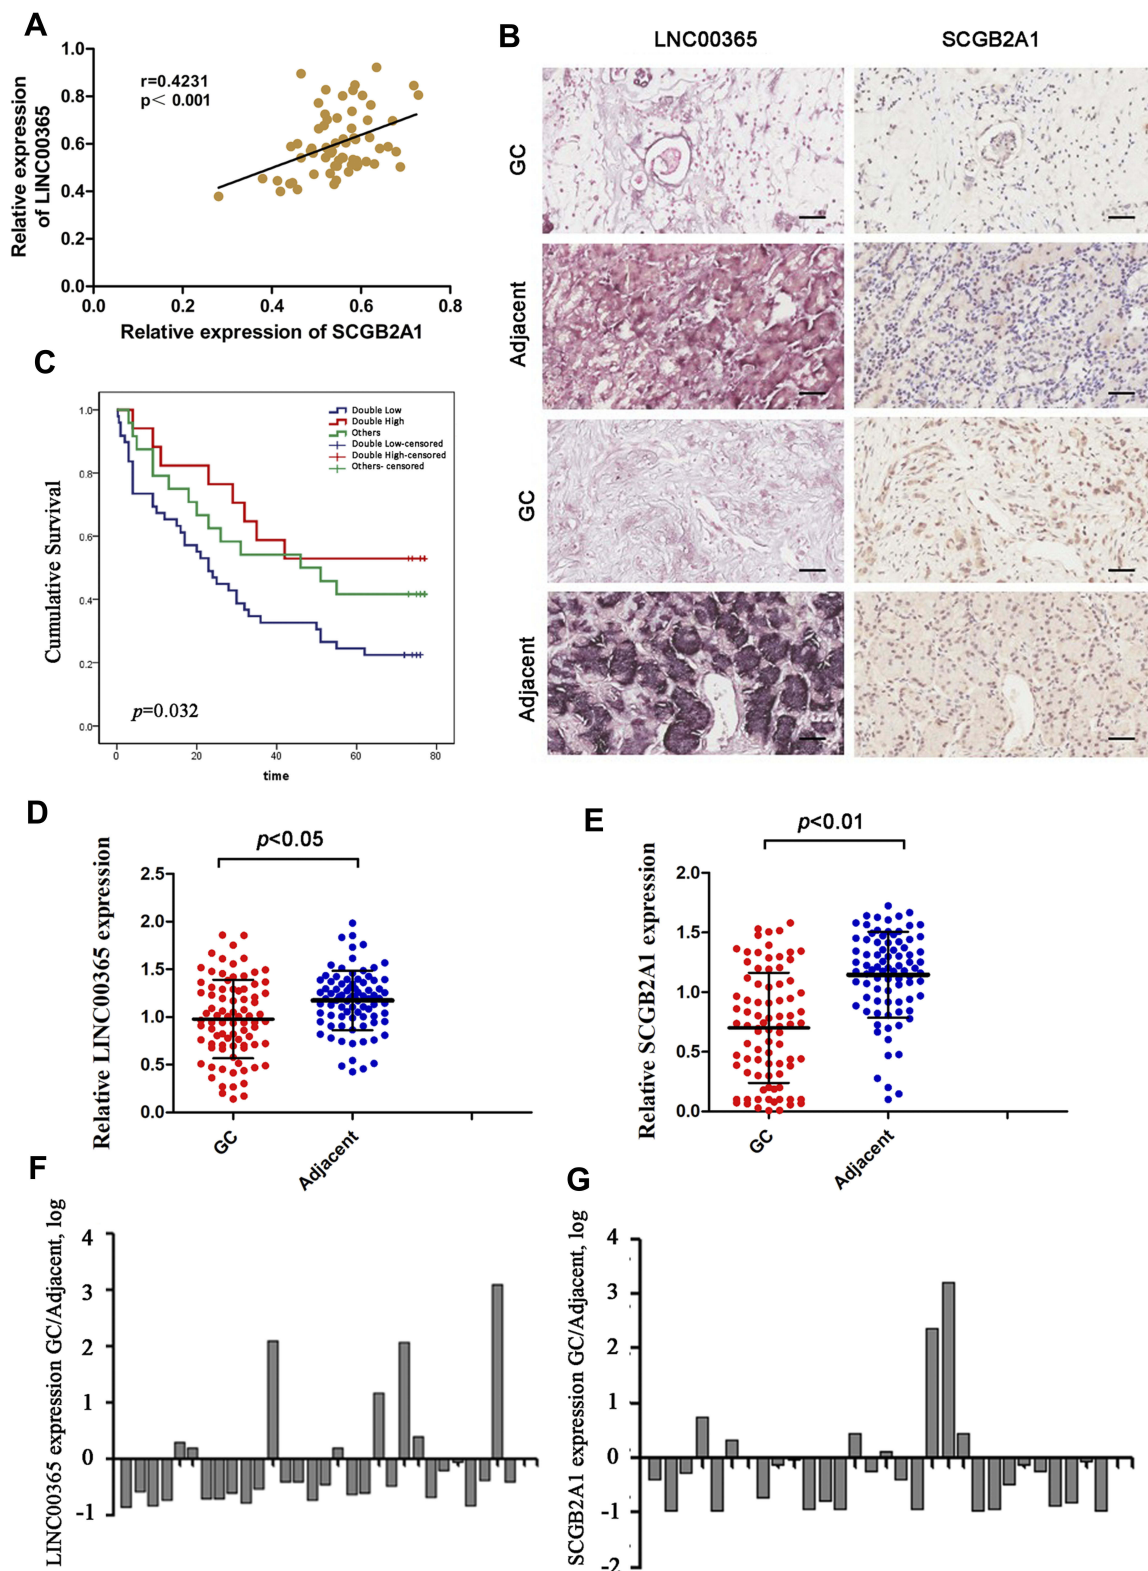 A
1.0
0.8
0.6
0.4
0.2
0.0
r=0.4231
p< 0.001
0.0
0.2
0.4
0.6
0.8
Relative expression of SCGB2A1
Relative expression
of LINC00365
B
LNC00365
SCGB2A1
GC
Adjacent
GC
Adjacent
C
1.0
0.8
0.6
0.4
0.2
0.0
Double Low
Double High
Others
Double Low-censored
Double High-censored
Others- censored
p=0.032
0
20
40
60
80
time
Cumulative Survival
D
p<0.05
2.5
2.0
1.5
1.0
0.5
0.0
Relative LINC00365 expression
GC
Adjacent
E
p<0.01
2.0
1.5
1.0
0.5
0.0
Relative SCGB2A1 expression
GC
Adjacent
F
LINC00365 expression GC/Adjacent, log
4
3
2
1
0
-1
G
SCGB2A1 expression GC/Adjacent, log
4
3
2
1
0
-1
-2